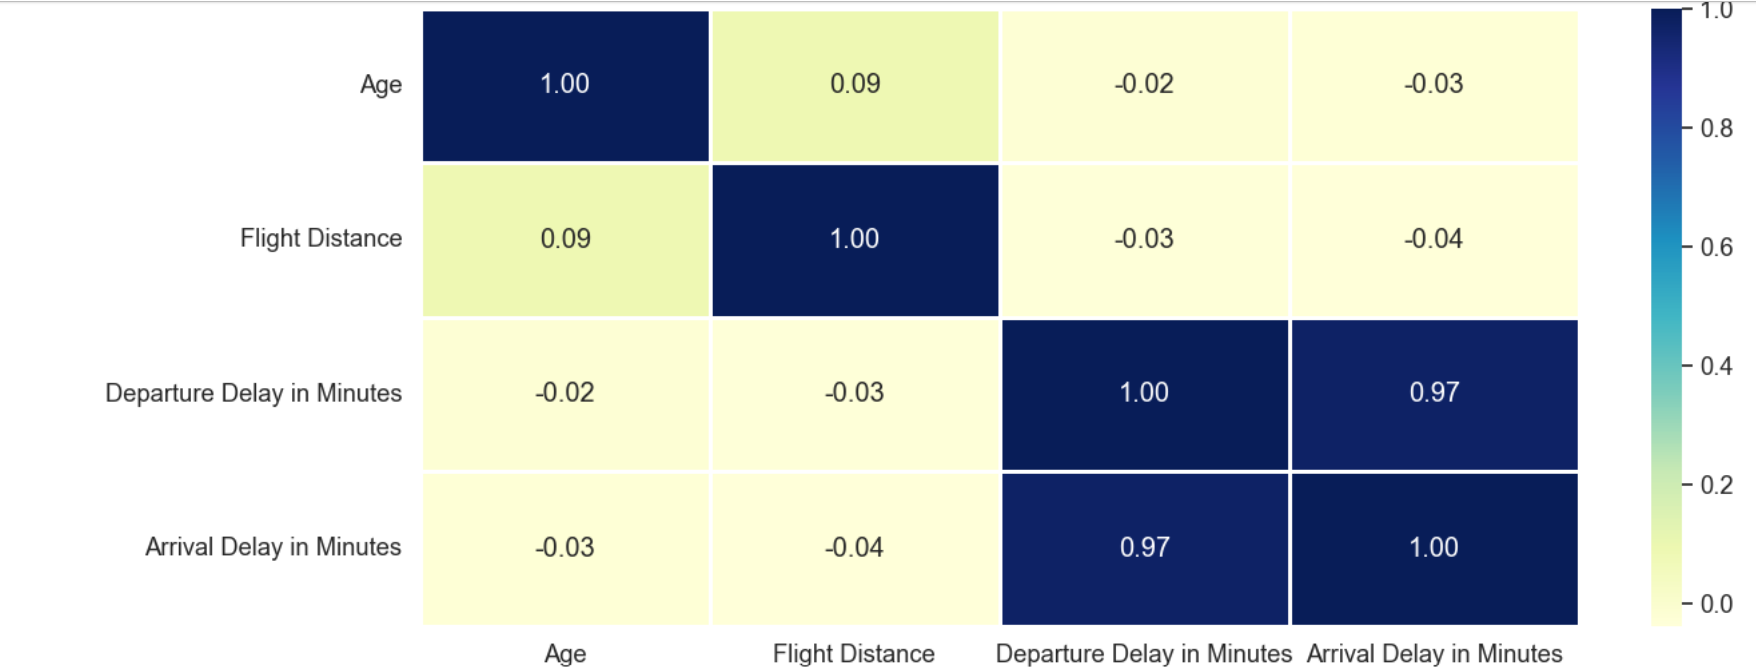 1.0
Age 1.00 0.09 -0.02 -0.03
0.8
Flight Distance 0.09 1.00 -0.03 -0.04
0.6
Departure Delay in Minutes -0.02 -0.03 1.00 0.97
0.4
0.2
Arrival Delay in Minutes -0.03 -0.04 0.97 1.00
0.0
Age Flight Distance Departure Delay in Minutes Arrival Delay in Minutes